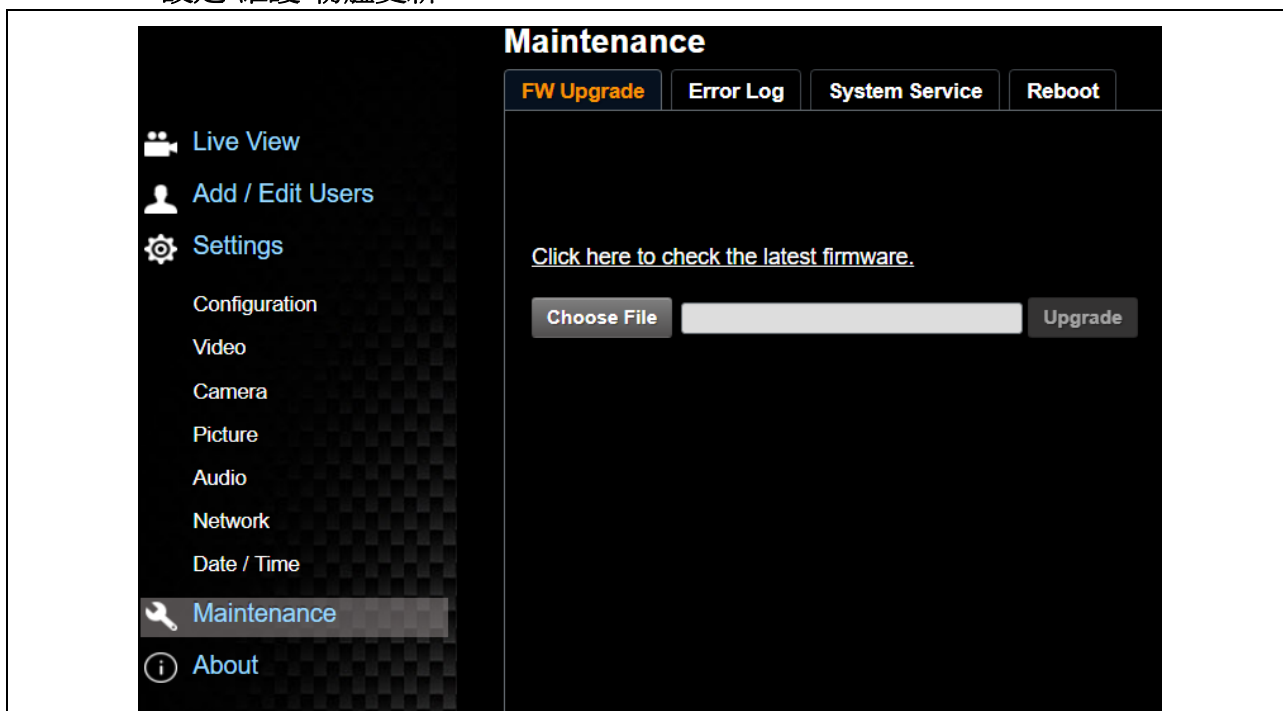 Maintenance
FW Upgrade
Error Log
System Service
Reboot
Live View
Add / Edit Users
Settings
Configuration
Video
Camera
Picture
Audio
Network
Date / Time
Maintenance
About
Click here to check the latest firmware.
Choose File
Upgrade